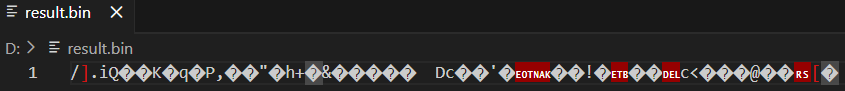 result.bin
D: > result.bin
1 /].iQ��K�q�P,��"�h+�&����� Dc��'�EOTNAK��!�ETB��DELc<���@��RS[�